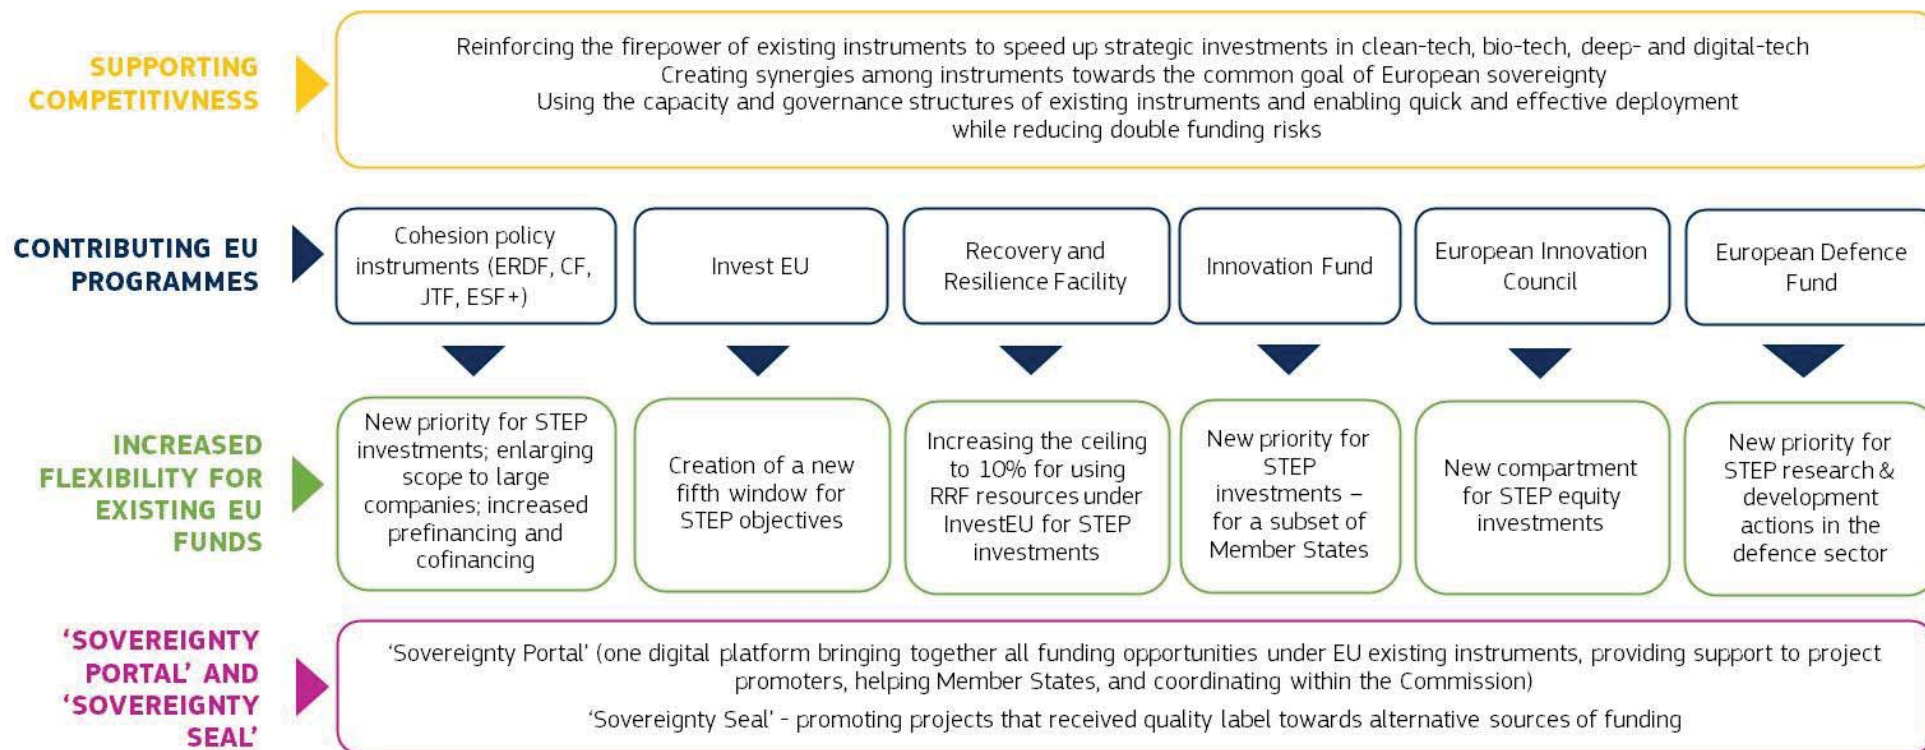 SUPPORTING
COMPETITIVNESS
Reinforcing the firepower of existing instruments to speed up strategic investments in clean-tech, bio-tech, deep- and digital-tech
Creating synergies among instruments towards the common goal of European sovereignty
Using the capacity and governance structures of existing instruments and enabling quick and effective deployment
while reducing double funding risks
CONTRIBUTING EU
PROGRAMMES
Cohesion policy
instruments (ERDF, CF,
JTF, ESF+)
Invest EU
Recovery and
Resilience Facility
Innovation Fund
European Innovation
Council
European Defence
Fund
INCREASED
FLEXIBILITY FOR
EXISTING EU
FUNDS
New priority for STEP
investments; enlarging
scope to large
companies; increased
prefinancing and
cofinancing
Creation of a new
fifth window for
STEP objectives
Increasing the ceiling
to 10% for using
RRF resources under
InvestEU for STEP
investments
New priority for
STEP
investments –
for a subset of
Member States
New compartment
for STEP equity
investments
New priority for
STEP research &
development
actions in the
defence sector
‘SOVEREIGNTY
PORTAL’ AND
‘SOVEREIGNTY
SEAL’
‘Sovereignty Portal’ (one digital platform bringing together all funding opportunities under EU existing instruments, providing support to project
promoters, helping Member States, and coordinating within the Commission)
‘Sovereignty Seal’ - promoting projects that received quality label towards alternative sources of funding